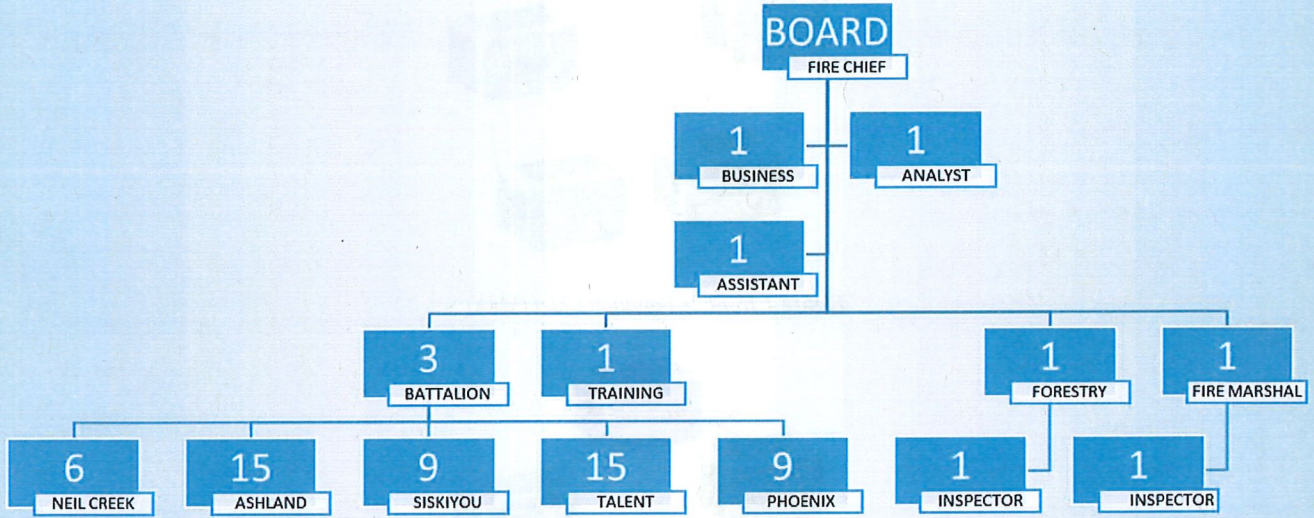 BOARD
FIRE CHIEF
1
BUSINESS
1
ANALYST
1
ASSISTANT
3
BATTALION
1
TRAINING
1
FORESTRY
1
FIRE MARSHAL
6
NEIL CREEK
15
ASHLAND
9
SISKIYOU
15
TALENT
9
PHOENIX
1
INSPECTOR
1
INSPECTOR